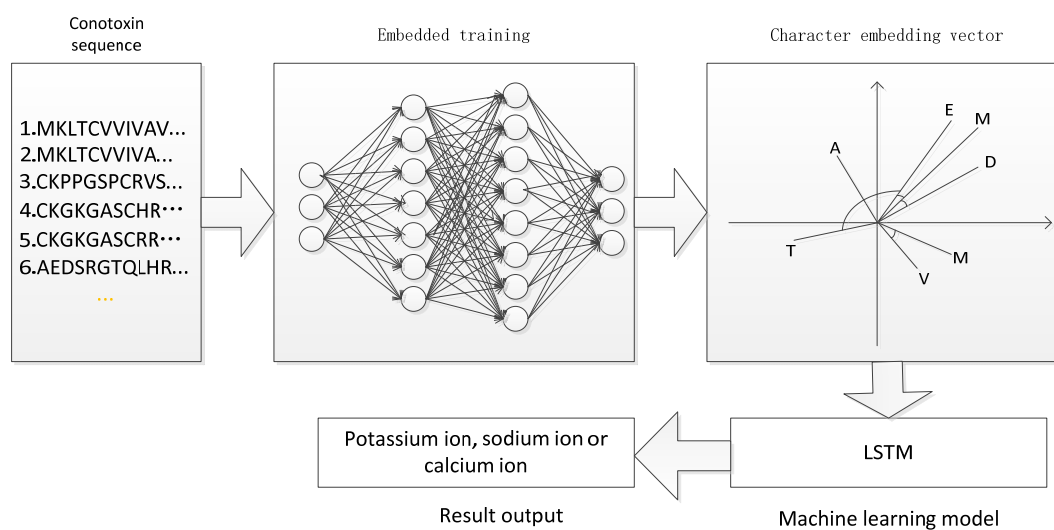 Conotoxin
sequence
Embedded training
Character embedding vector
1.MKLTCVVIVAV...
2.MKLTCVVIVA...
3.CKPPGSPCRVS...
4.CKGKGASCHR···
5.CKGKGASCRR···
6.AEDSRGTQLHR...
...
E
M
A
D
T
M
V
Potassium ion, sodium ion or
calcium ion
LSTM
Result output
Machine learning model